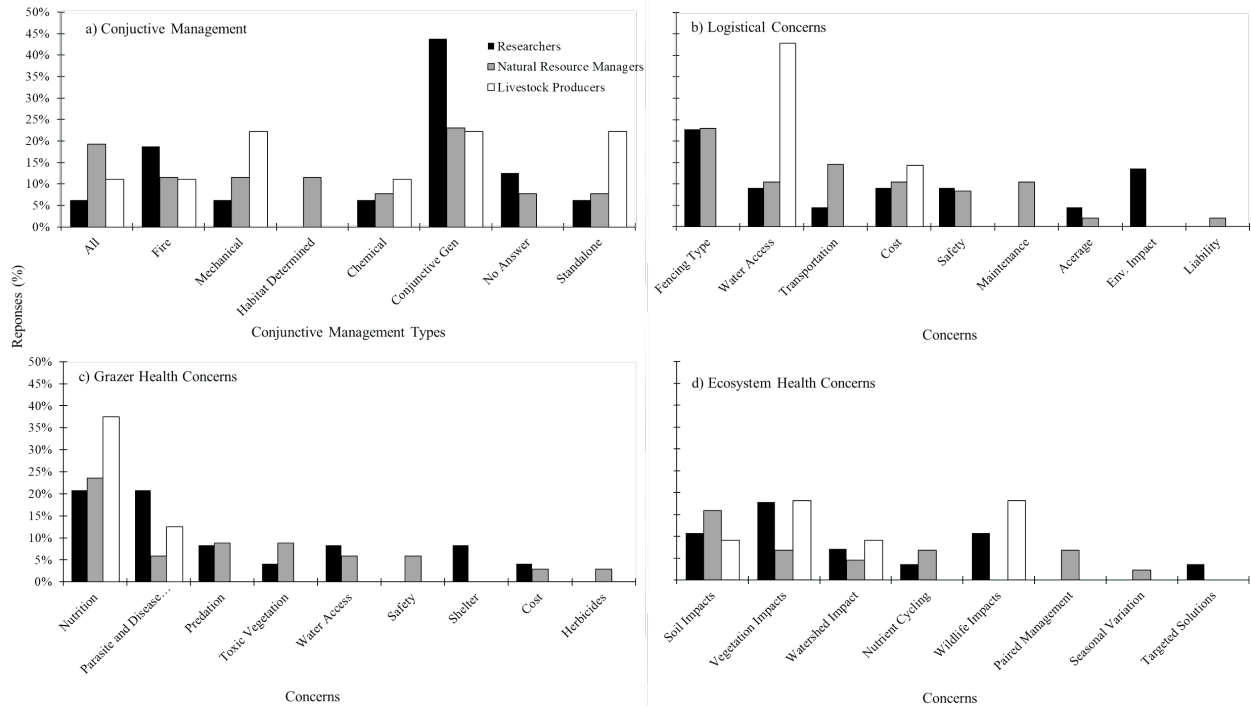 a) Conjuctive Management
Researchers
Natural Resource Managers
Livestock Producers
50%
45%
40%
35%
30%
25%
20%
15%
10%
5%
0%
All
Fire
Mechanical
Habitat Determined
Chemical
Conjunctive Gen
No Answer
Standalone
Conjunctive Management Types
b) Logistical Concerns
Fencing Type
Water Access
Transportation
Cost
Safety
Maintenance
Acerage
Env. Impact
Liability
Concerns
Reponses (%)
c) Grazer Health Concerns
50%
45%
40%
35%
30%
25%
20%
15%
10%
5%
0%
Nutrition
Parasite and Disease…
Predation
Toxic Vegetation
Water Access
Safety
Shelter
Cost
Herbicides
Concerns
d) Ecosystem Health Concerns
Soil Impacts
Vegetation Impacts
Watershed Impact
Nutrient Cycling
Wildlife Impacts
Paired Management
Seasonal Variation
Targeted Solutions
Concerns